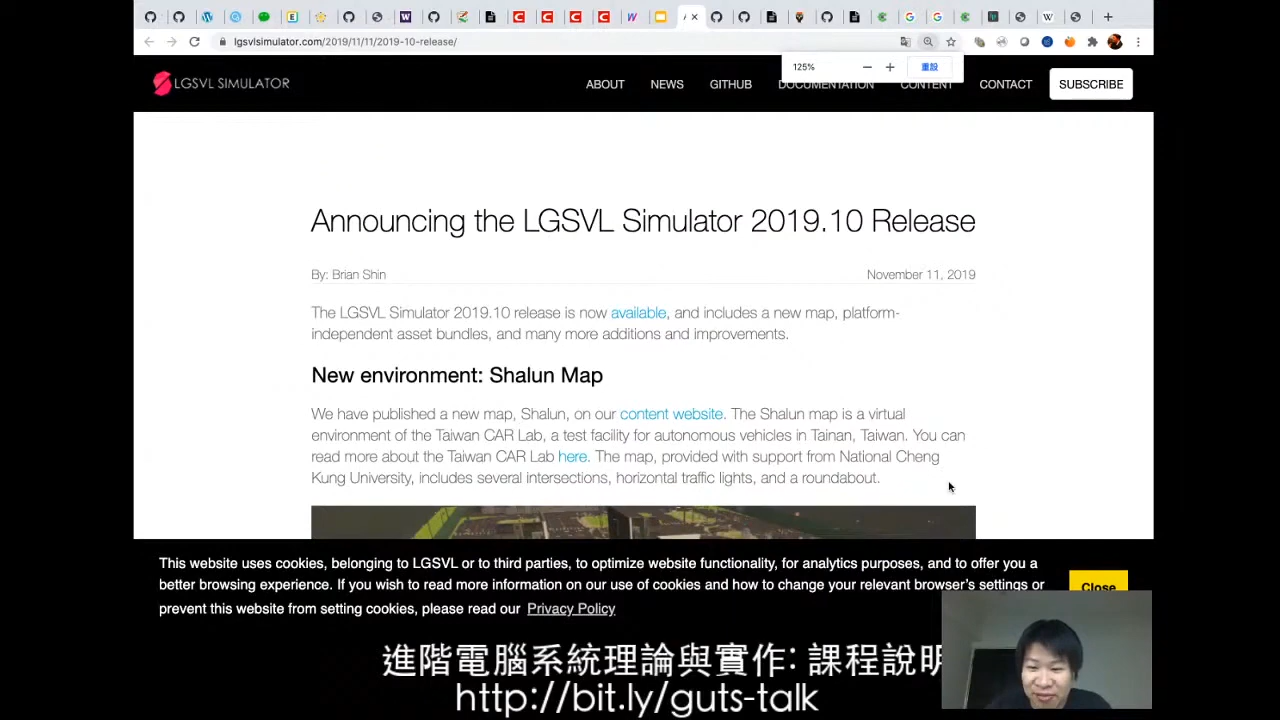 lgsvlsimulator.com/2019/11/11/2019-10-release/
125%
重設
LGSVL SIMULATOR
ABOUT
NEWS
GITHUB
DOCUMENTATION
CONTENT
CONTACT
SUBSCRIBE
Announcing the LGSVL Simulator 2019.10 Release
By: Brian Shin
November 11, 2019
The LGSVL Simulator 2019.10 release is now available, and includes a new map, platform-
independent asset bundles, and many more additions and improvements.
New environment: Shalun Map
We have published a new map, Shalun, on our content website. The Shalun map is a virtual
environment of the Taiwan CAR Lab, a test facility for autonomous vehicles in Tainan, Taiwan. You can
read more about the Taiwan CAR Lab here. The map, provided with support from National Cheng
Kung University, includes several intersections, horizontal traffic lights, and a roundabout.
This website uses cookies, belonging to LGSVL or to third parties, to optimize website functionality, for analytics purposes, and to offer you a
better browsing experience. If you wish to read more information on our use of cookies and how to change your relevant browser's settings or
prevent this website from setting cookies, please read our Privacy Policy
Close
進階電腦系統理論與實作: 課程說明
http://bit.ly/guts-talk